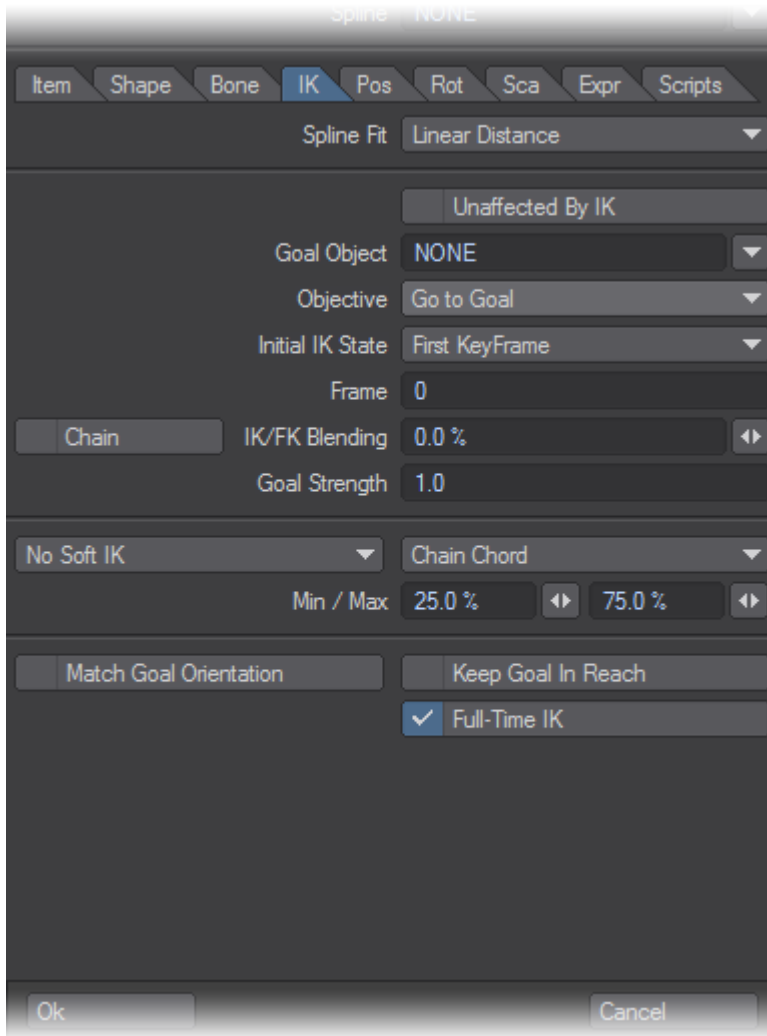 Spline NONE
Item Shape Bone IK Pos Rot Sca Expr Scripts
Spline Fit Linear Distance
Unaffected By IK
Goal Object NONE
Objective Go to Goal
Initial IK State First KeyFrame
Frame 0
Chain IK/FK Blending 0.0 %
Goal Strength 1.0
No Soft IK Chain Chord
Min / Max 25.0 % 75.0 %
Match Goal Orientation Keep Goal In Reach
Full-Time IK
Ok Cancel